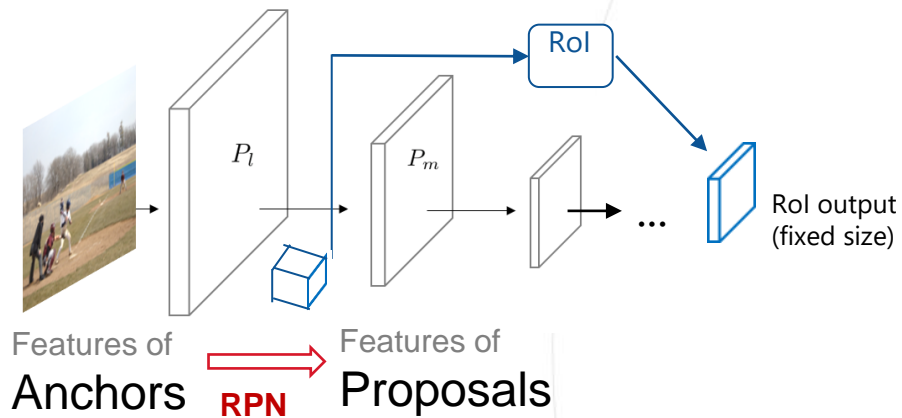 RoI
P_l
P_m
...
RoI output
(fixed size)
Features of
Anchors
RPN
Features of
Proposals